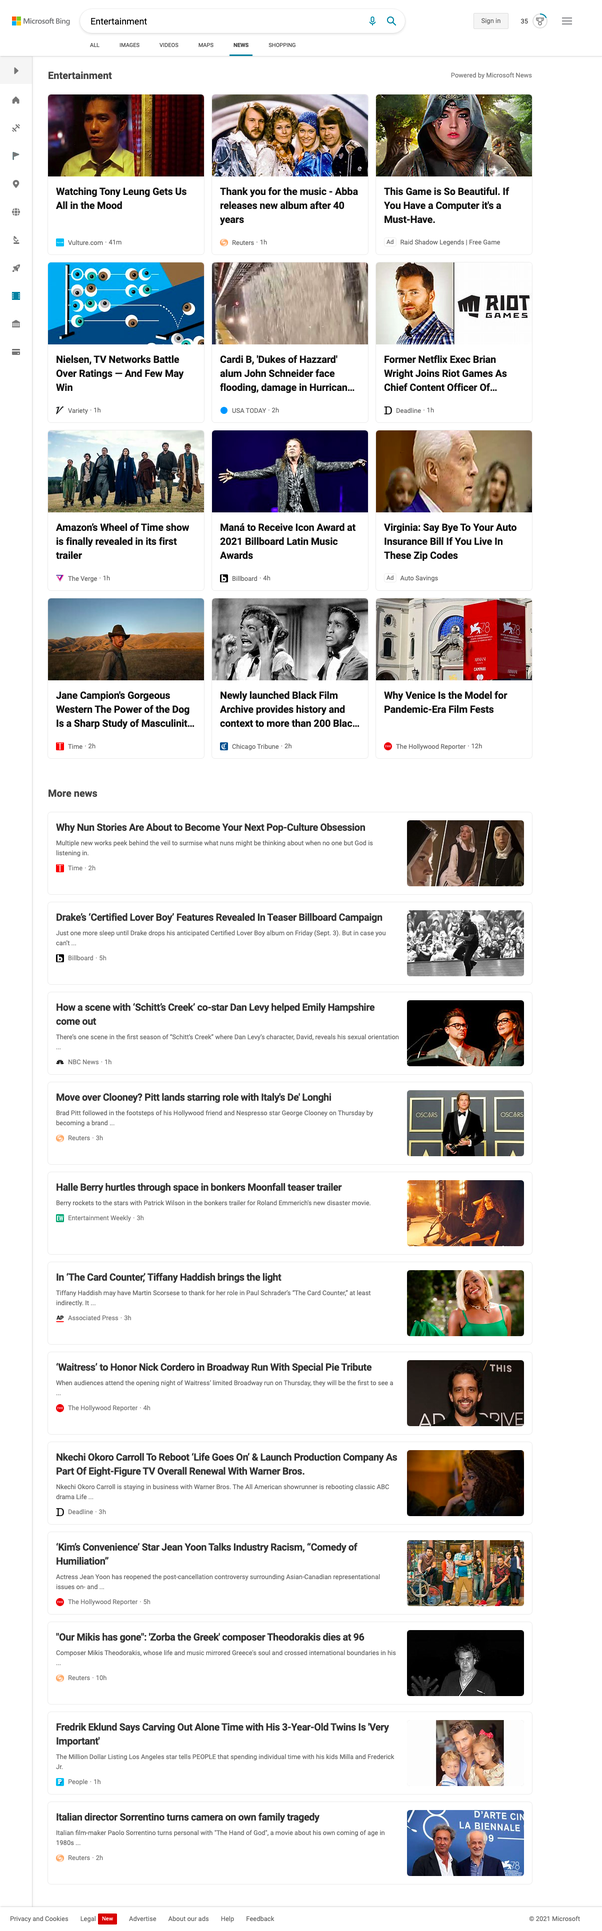 Microsoft Bing
Entertainment
Sign in
35
ALL
IMAGES
VIDEOS
MAPS
NEWS
SHOPPING
Entertainment
Powered by Microsoft News
Watching Tony Leung Gets Us
All in the Mood
Vulture.com · 41m
Thank you for the music - Abba
releases new album after 40
years
Reuters · 1h
This Game is So Beautiful. If
You Have a Computer it's a
Must-Have.
Ad Raid Shadow Legends | Free Game
Nielsen, TV Networks Battle
Over Ratings — And Few May
Win
Variety · 1h
Cardi B, 'Dukes of Hazzard'
alum John Schneider face
flooding, damage in Hurrican...
USA TODAY · 2h
RIOT
GAMES
Former Netflix Exec Brian
Wright Joins Riot Games As
Chief Content Officer Of...
Deadline · 1h
Amazon's Wheel of Time show
is finally revealed in its first
trailer
The Verge · 1h
Maná to Receive Icon Award at
2021 Billboard Latin Music
Awards
Billboard · 4h
Virginia: Say Bye To Your Auto
Insurance Bill If You Live In
These Zip Codes
Ad Auto Savings
Jane Campion's Gorgeous
Western The Power of the Dog
Is a Sharp Study of Masculinit...
Time · 2h
Newly launched Black Film
Archive provides history and
context to more than 200 Blac...
Chicago Tribune · 2h
78
Why Venice Is the Model for
Pandemic-Era Film Fests
The Hollywood Reporter · 12h
More news
Why Nun Stories Are About to Become Your Next Pop-Culture Obsession
Multiple new works peek behind the veil to surmise what nuns might be thinking about when no one but God is
listening in.
Time · 2h
Drake's 'Certified Lover Boy' Features Revealed In Teaser Billboard Campaign
Just one more sleep until Drake drops his anticipated Certified Lover Boy album on Friday (Sept. 3). But in case you
can't ...
Billboard · 5h
How a scene with 'Schitt's Creek' co-star Dan Levy helped Emily Hampshire
come out
There's one scene in the first season of "Schitt's Creek" where Dan Levy's character, David, reveals his sexual orientation
...
NBC News · 1h
Move over Clooney? Pitt lands starring role with Italy's De' Longhi
Brad Pitt followed in the footsteps of his Hollywood friend and Nespresso star George Clooney on Thursday by
becoming a brand ...
Reuters · 3h
OSCARS
OSCARS
Halle Berry hurtles through space in bonkers Moonfall teaser trailer
Berry rockets to the stars with Patrick Wilson in the bonkers trailer for Roland Emmerich's new disaster movie.
EW Entertainment Weekly · 3h
In 'The Card Counter,' Tiffany Haddish brings the light
Tiffany Haddish may have Martin Scorsese to thank for her role in Paul Schrader's "The Card Counter," at least
indirectly. It ...
AP Associated Press · 3h
'Waitress' to Honor Nick Cordero in Broadway Run With Special Pie Tribute
When audiences attend the opening night of Waitress' limited Broadway run on Thursday, they will be the first to see a
...
The Hollywood Reporter · 4h
THIS
Nkechi Okoro Carroll To Reboot 'Life Goes On' & Launch Production Company As
Part Of Eight-Figure TV Overall Renewal With Warner Bros.
Nkechi Okoro Carroll is staying in business with Warner Bros. The All American showrunner is rebooting classic ABC
drama Life ...
Deadline · 3h
'Kim's Convenience' Star Jean Yoon Talks Industry Racism, "Comedy of
Humiliation"
Actress Jean Yoon has reopened the post-cancellation controversy surrounding Asian-Canadian representational
issues on- and ...
The Hollywood Reporter · 5h
"Our Mikis has gone": 'Zorba the Greek' composer Theodorakis dies at 96
Composer Mikis Theodorakis, whose life and music mirrored Greece's soul and crossed international boundaries in his
...
Reuters · 10h
Fredrik Eklund Says Carving Out Alone Time with His 3-Year-Old Twins Is 'Very
Important'
The Million Dollar Listing Los Angeles star tells PEOPLE that spending individual time with his kids Milla and Frederick
Jr.
People · 1h
Italian director Sorrentino turns camera on own family tragedy
Italian film-maker Paolo Sorrentino turns personal with "The Hand of God", a movie about his own coming of age in
1980s ...
Reuters · 2h
D'ARTE CIN
LA BIENNALE
78
Privacy and Cookies
Legal New
Advertise
About our ads
Help
Feedback
© 2021 Microsoft